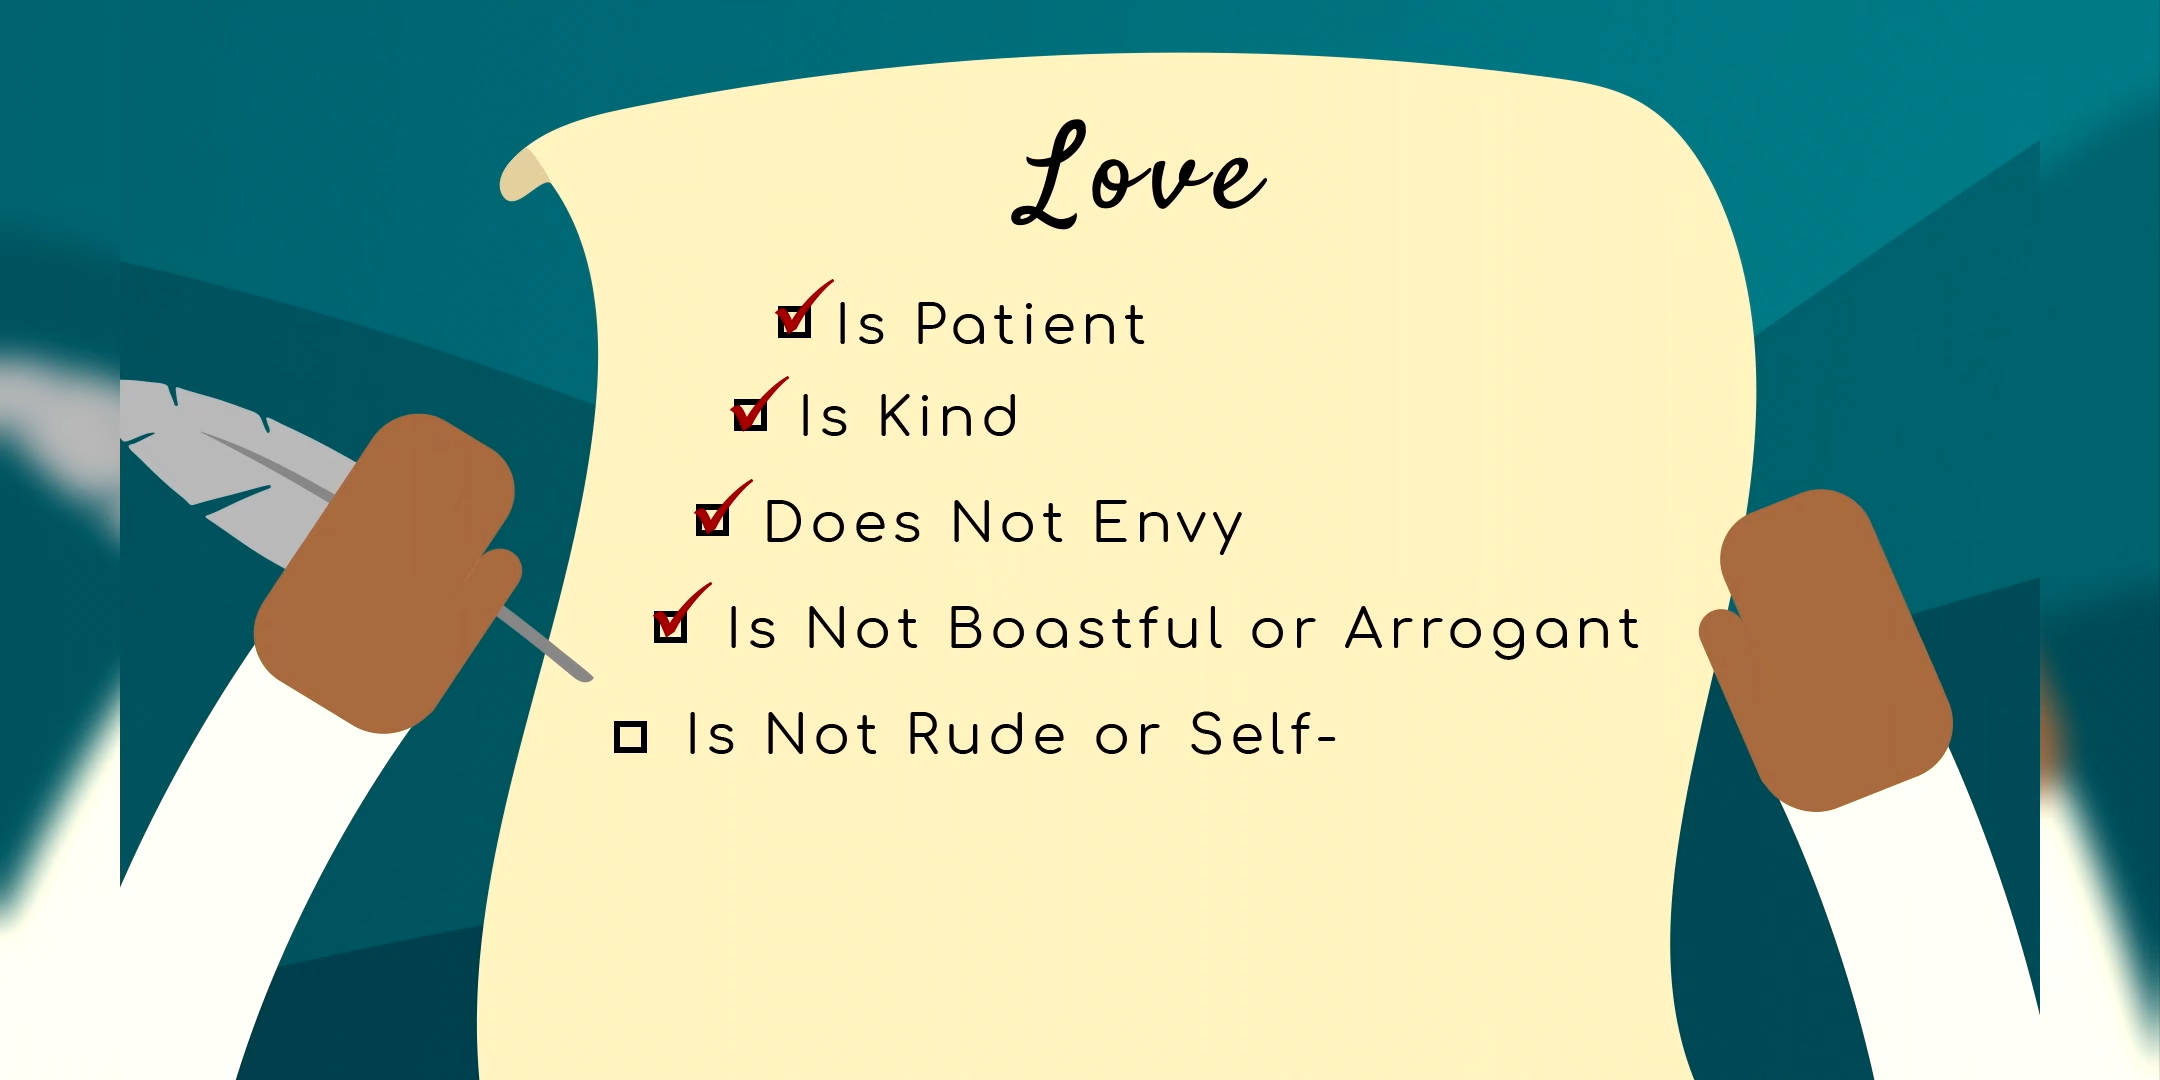 Love
Is Patient
Is Kind
Does Not Envy
Is Not Boastful or Arrogant
Is Not Rude or Self-